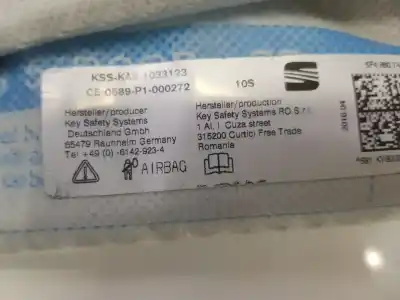 KSS-KAB 1033123
CE-0589-P1-000272
Hersteller/producer
Key Safety Systems
Deutschland Gmbh
65479 Raunheim Germany
Tel +49 (0) -6142-923-4
AIRBAG
10S
Hersteller/production
Key Safety Systems RO S.r.l.
1 Al. I Cuza street
315200 Curtici Free Trade
Romanie